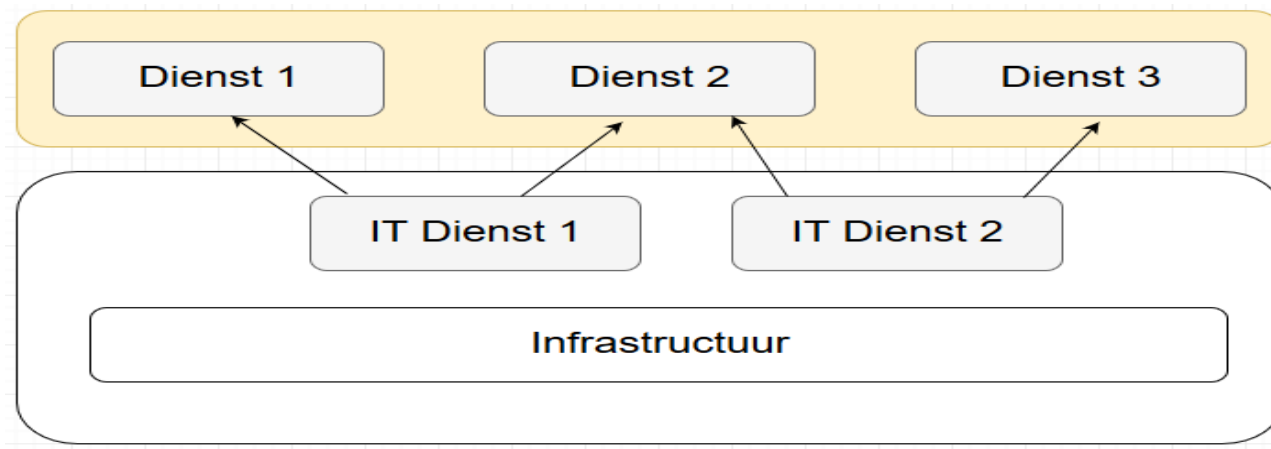 Dienst 1
Dienst 2
Dienst 3
IT Dienst 1
IT Dienst 2
Infrastructuur